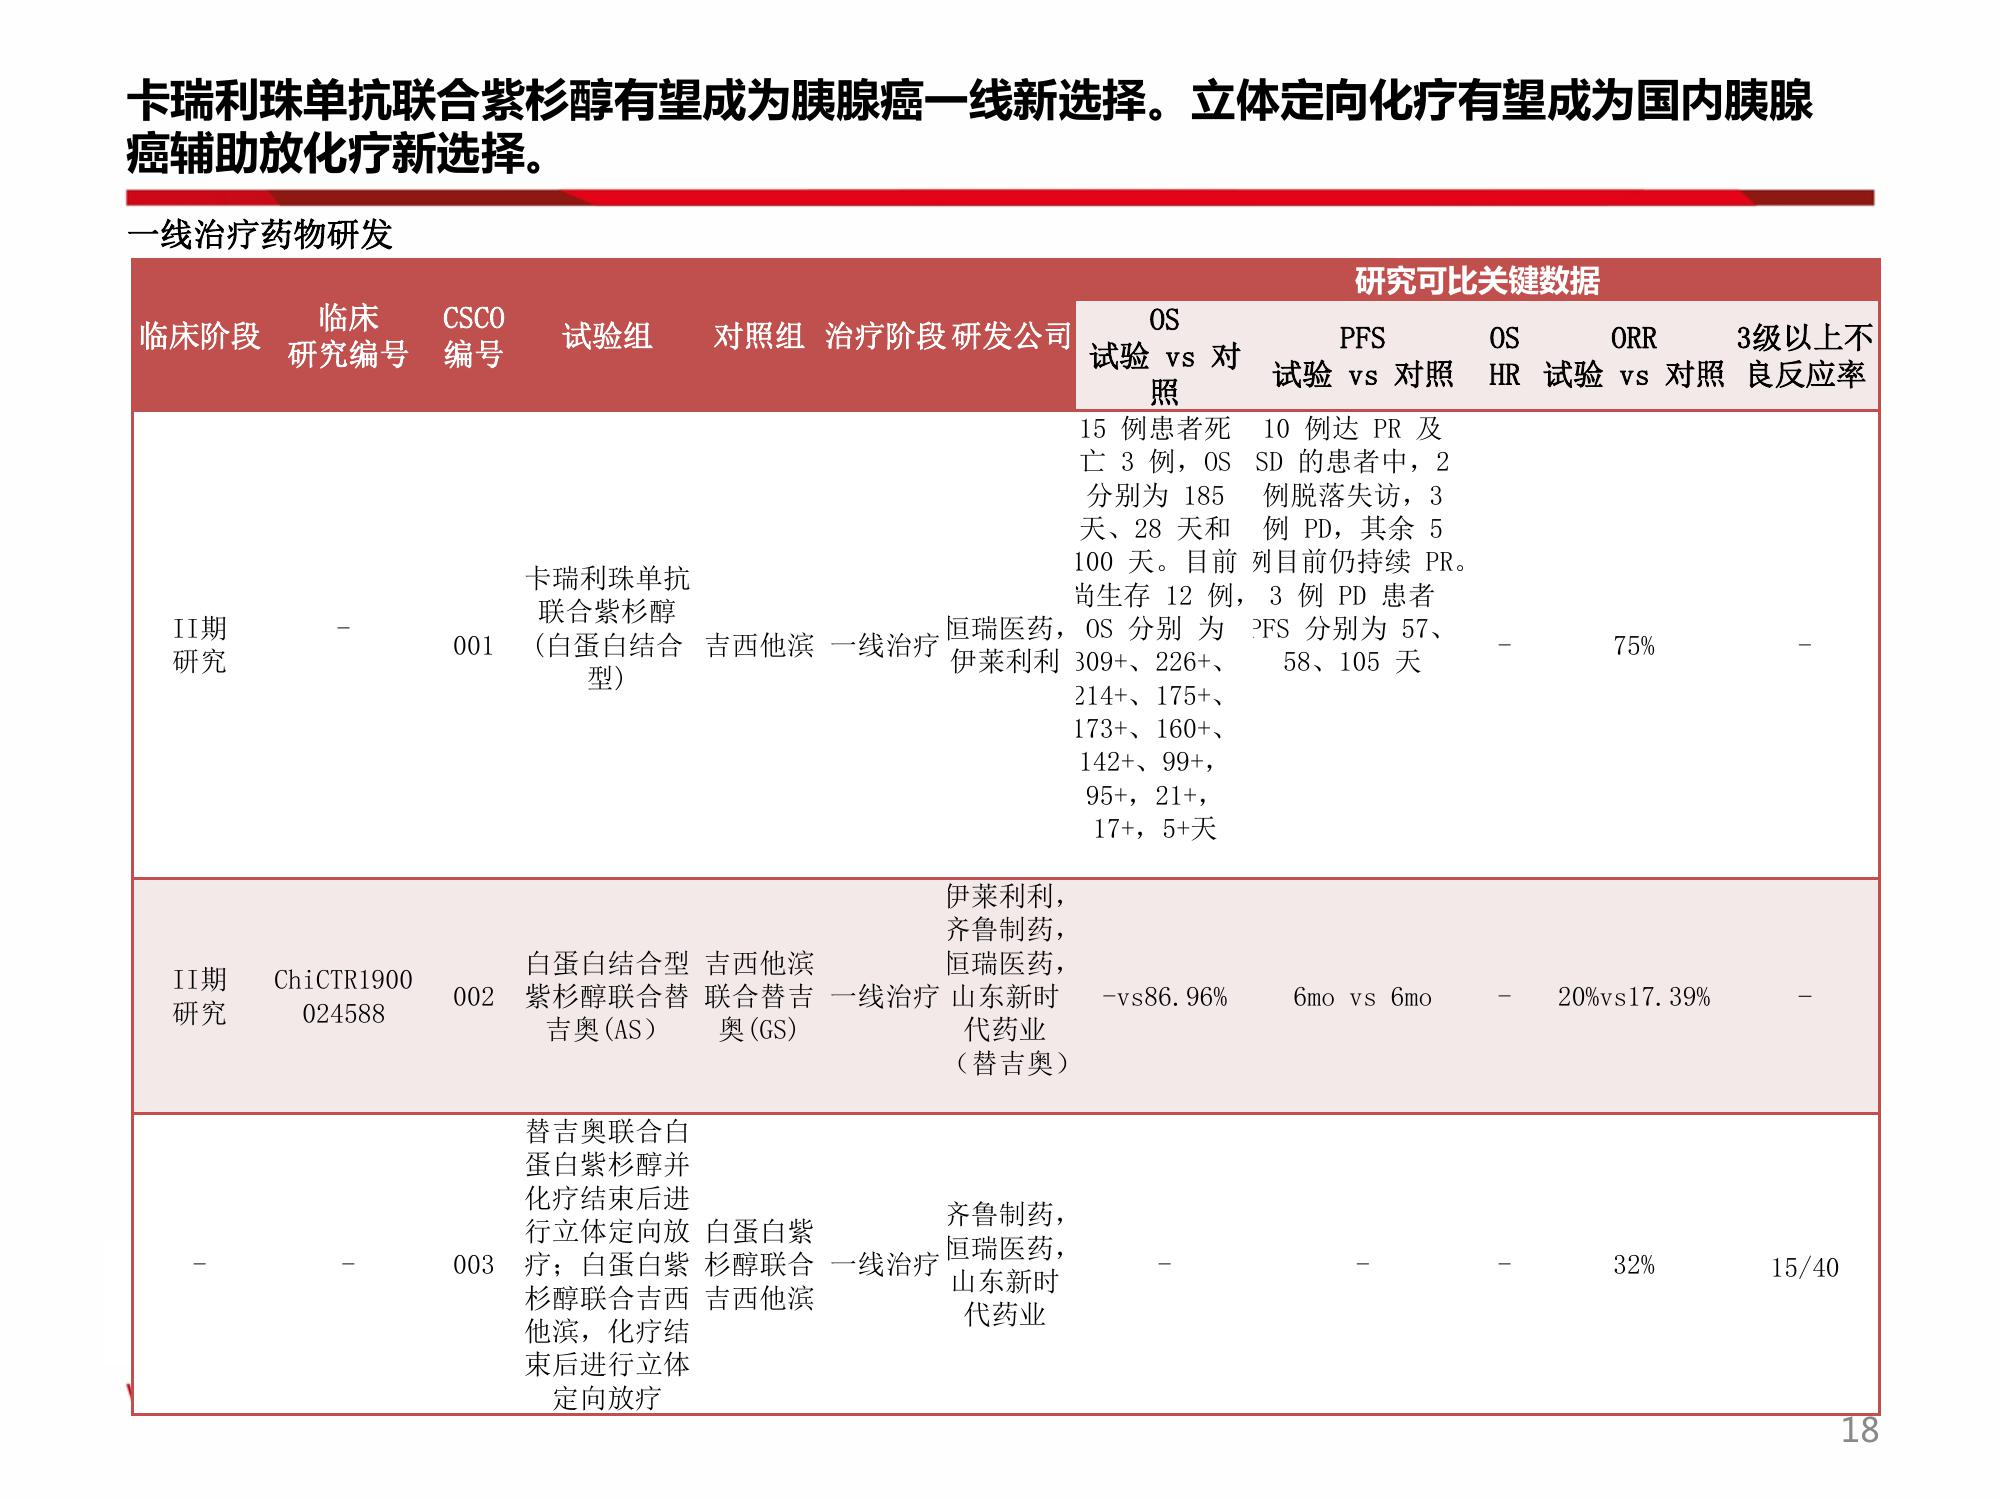 卡瑞利珠单抗联合紫杉醇有望成为胰腺癌一线新选择。立体定向化疗有望成为国内胰腺
癌辅助放化疗新选择。
一线治疗药物研发
临床阶段
临床
研究编号
CSCO
编号
试验组
对照组
治疗阶段
研发公司
研究可比关键数据
OS
试验 vs 对
照
PFS
试验 vs 对照
OS
HR
ORR
试验 vs 对照
3级以上不
良反应率
II期
研究
-
001
卡瑞利珠单抗
联合紫杉醇
(白蛋白结合
型)
吉西他滨
一线治疗
恒瑞医药,
伊莱利利
15 例患者死
亡 3 例, OS
分别为 185
天、28 天和
100 天。目前
尚生存 12 例,
OS 分别 为
309+、226+、
214+、175+、
173+、160+、
142+、99+,
95+, 21+,
17+, 5+天
10 例达 PR 及
SD 的患者中, 2
例脱落失访, 3
例 PD, 其余 5
例目前仍持续 PR。
3 例 PD 患者
PFS 分别为 57、
58、105 天
-
75%
-
II期
研究
ChiCTR1900
024588
002
白蛋白结合型
紫杉醇联合替
吉奥(AS)
吉西他滨
联合替吉
奥(GS)
一线治疗
伊莱利利,
齐鲁制药,
恒瑞医药,
山东新时
代药业
(替吉奥)
-vs86.96%
6mo vs 6mo
-
20%vs17.39%
-
-
-
003
替吉奥联合白
蛋白紫杉醇并
化疗结束后进
行立体定向放
疗; 白蛋白紫
杉醇联合吉西
他滨, 化疗结
束后进行立体
定向放疗
白蛋白紫
杉醇联合
吉西他滨
一线治疗
齐鲁制药,
恒瑞医药,
山东新时
代药业
-
-
-
32%
15/40
18